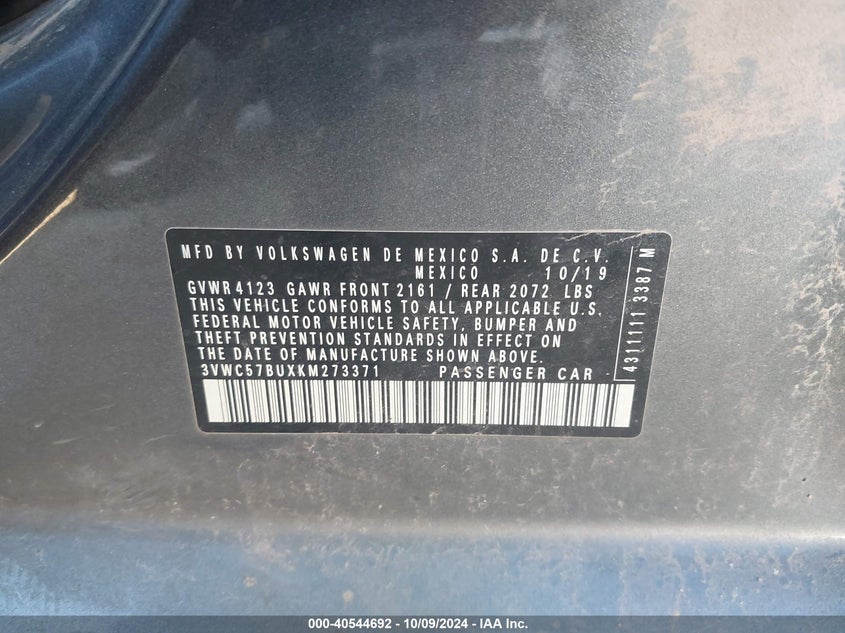 MFD BY VOLKSWAGEN DE MEXICO S.A. DE C.V.
MEXICO 10/19
GVWR 4123 GAWR FRONT 2161 / REAR 2072 LBS
THIS VEHICLE CONFORMS TO ALL APPLICABLE U.S.
FEDERAL MOTOR VEHICLE SAFETY, BUMPER AND
THEFT PREVENTION STANDARDS IN EFFECT ON
THE DATE OF MANUFACTURE SHOWN ABOVE.
3VWC57BUXKM273371 PASSENGER CAR
4311111 3387 M
000-40544692 - 10/09/2024 - IAA Inc.